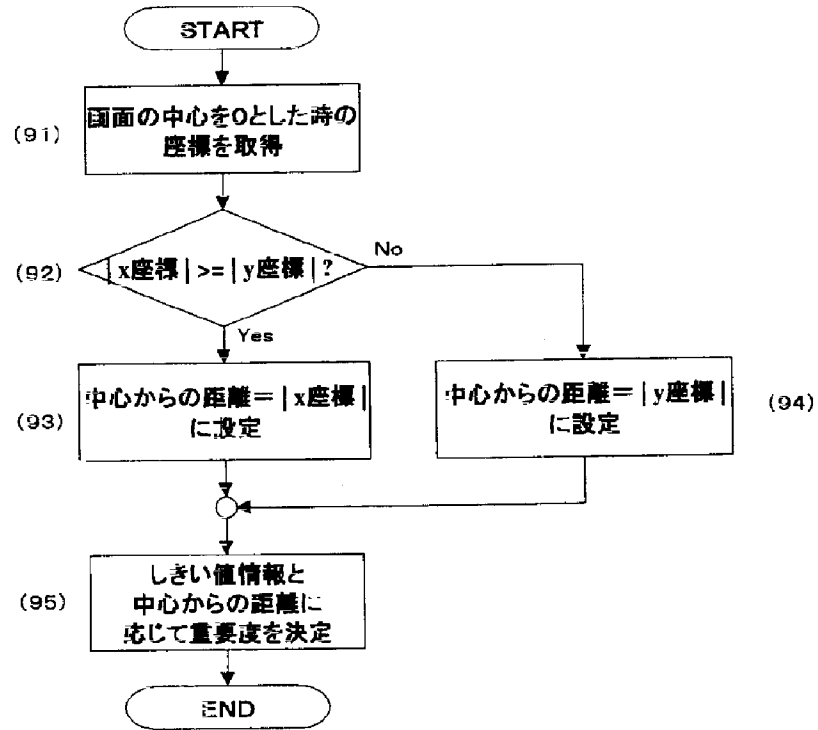 START
(91)
画面の中心を0とした時の
座標を取得
(92)
|x座標|>=|y座標|?
No
Yes
(93)
中心からの距離=|x座標|
に設定
中心からの距離=|y座標|
に設定
(94)
(95)
しきい値情報と
中心からの距離に
応じて重要度を決定
END